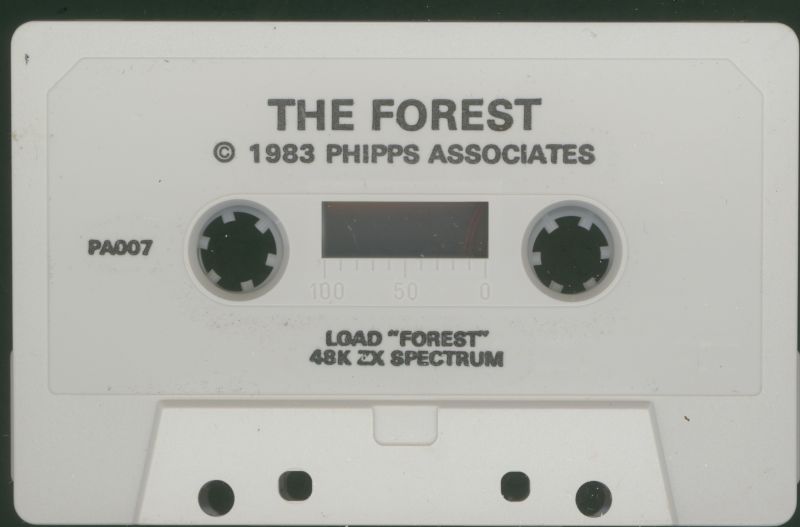 THE FOREST
© 1983 PHIPPS ASSOCIATES
PA007
100 50 0
LOAD "FOREST"
48K ZX SPECTRUM